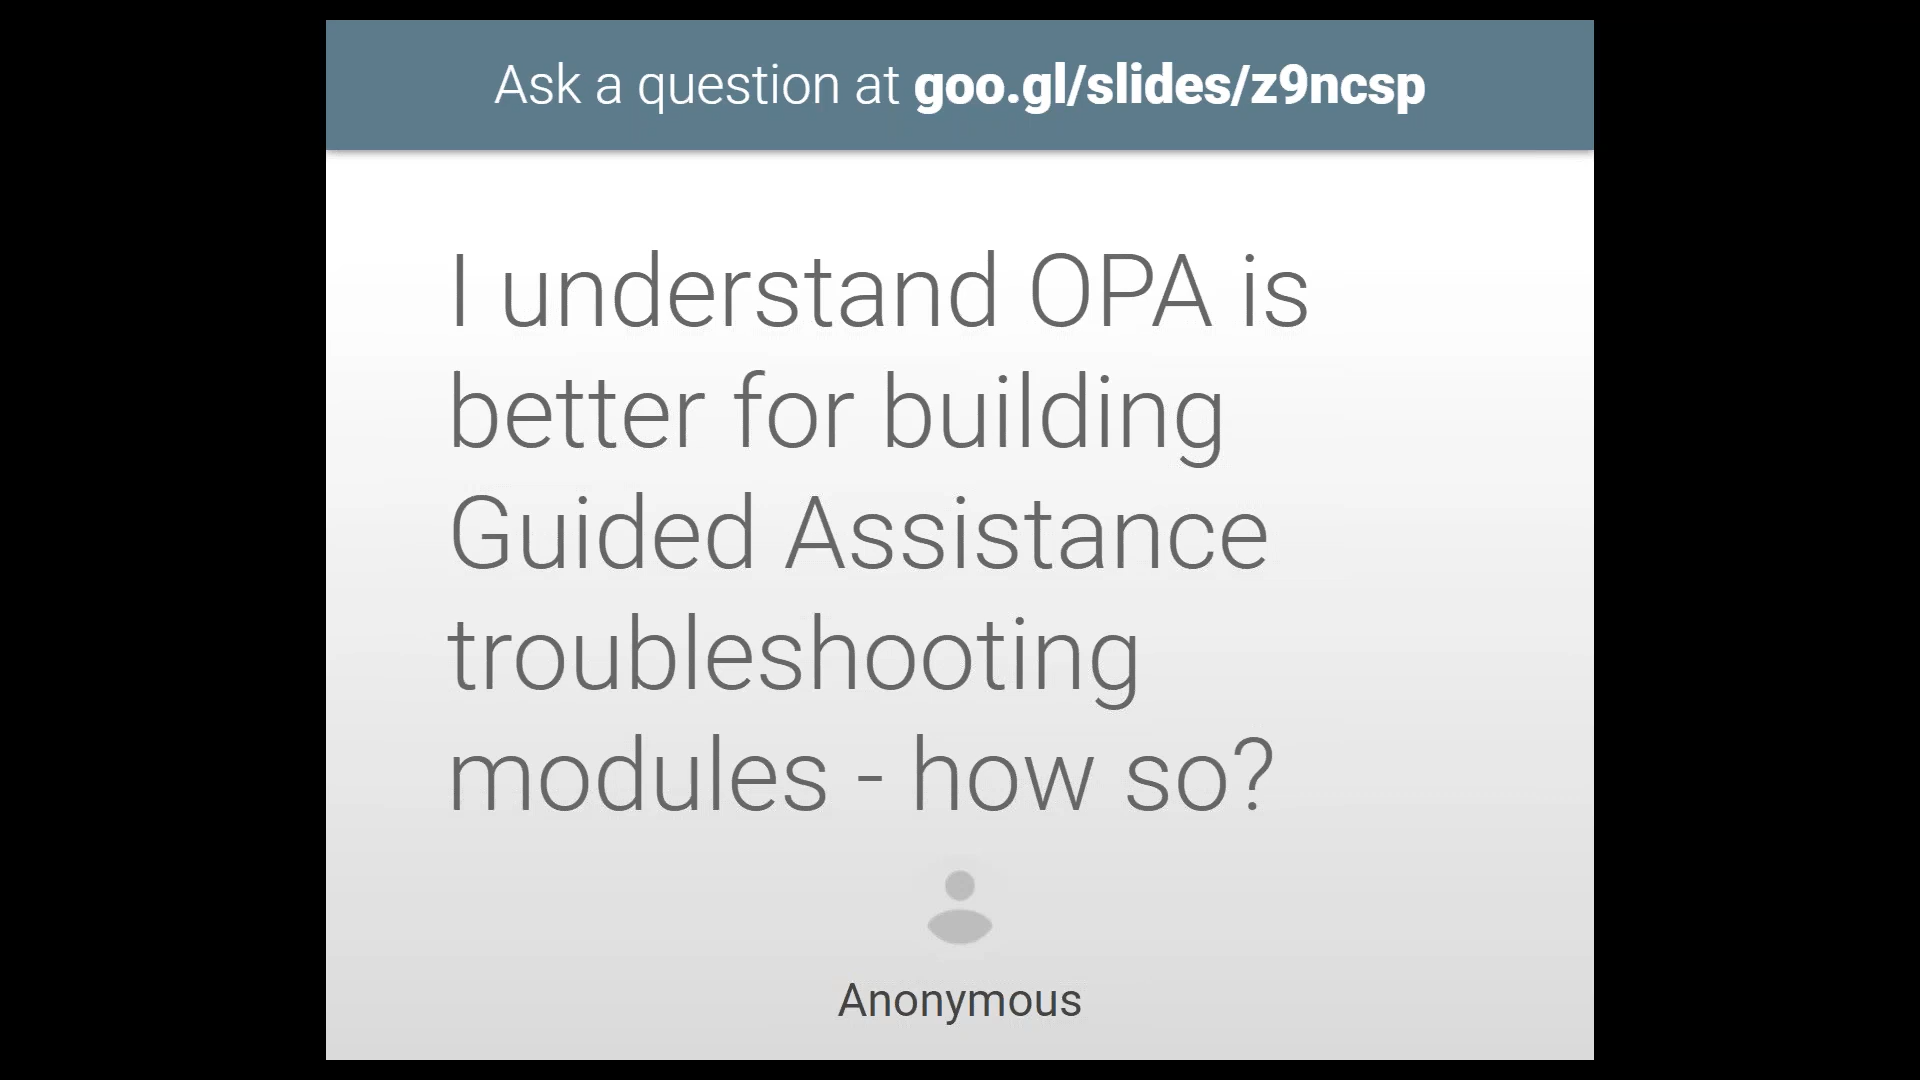 Ask a question at goo.gl/slides/z9ncsp
I understand OPA is
better for building
Guided Assistance
troubleshooting
modules - how so?
Anonymous